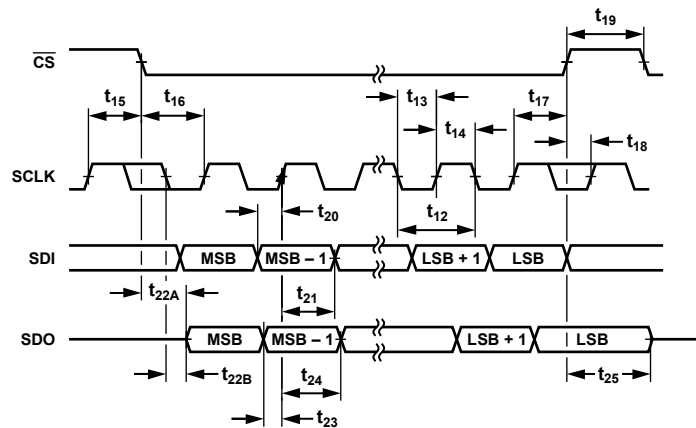 t19
CS
t15
t16
t13
t14
t17
t18
SCLK
t20
t12
SDI
MSB
MSB – 1
LSB + 1
LSB
t22A
t21
SDO
MSB
MSB – 1
LSB + 1
LSB
t22B
t24
t25
t23